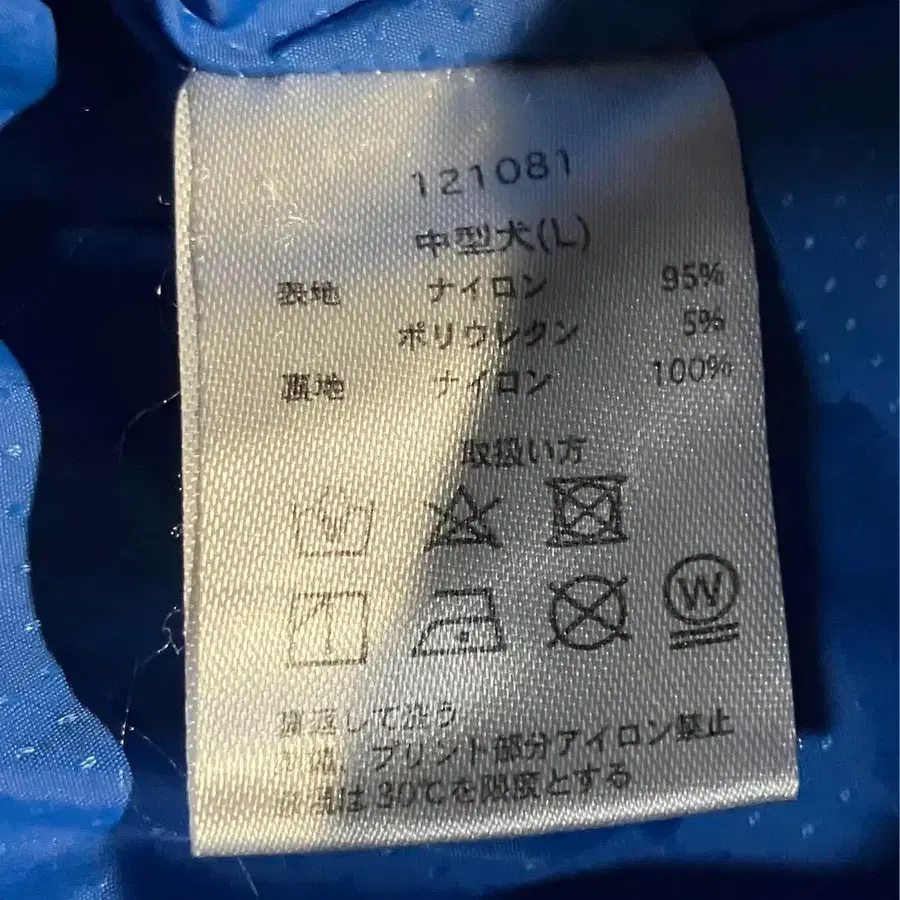 121081
中型犬(L)
表地 ナイロン 95%
ポリウレタン 5%
裏地 ナイロン 100%
取扱い方
W
裏返して洗う
プリント部分アイロン禁止
は30℃を限度とする